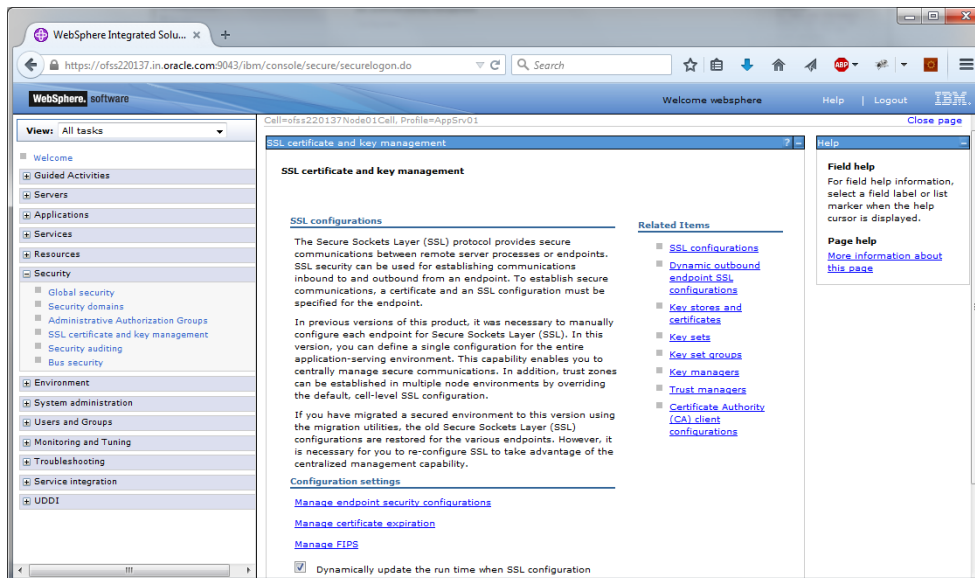 WebSphere Integrated Solu...
https://ofss220137.in.oracle.com:9043/ibm/console/secure/securelogon.do
Search
ABP
WebSphere. software
Welcome websphere
Help | Logout
IBM.
View: All tasks
Cell=ofss220137Node01Cell, Profile=AppSrv01
Close page
Welcome
Guided Activities
Servers
Applications
Services
Resources
Security
Global security
Security domains
Administrative Authorization Groups
SSL certificate and key management
Security auditing
Bus security
Environment
System administration
Users and Groups
Monitoring and Tuning
Troubleshooting
Service integration
UDDI
SSL certificate and key management
? -
SSL certificate and key management
SSL configurations
The Secure Sockets Layer (SSL) protocol provides secure
communications between remote server processes or endpoints.
SSL security can be used for establishing communications
inbound to and outbound from an endpoint. To establish secure
communications, a certificate and an SSL configuration must be
specified for the endpoint.
In previous versions of this product, it was necessary to manually
configure each endpoint for Secure Sockets Layer (SSL). In this
version, you can define a single configuration for the entire
application-serving environment. This capability enables you to
centrally manage secure communications. In addition, trust zones
can be established in multiple node environments by overriding
the default, cell-level SSL configuration.
If you have migrated a secured environment to this version using
the migration utilities, the old Secure Sockets Layer (SSL)
configurations are restored for the various endpoints. However, it
is necessary for you to re-configure SSL to take advantage of the
centralized management capability.
Configuration settings
Manage endpoint security configurations
Manage certificate expiration
Manage FIPS
Dynamically update the run time when SSL configuration
Related Items
SSL configurations
Dynamic outbound
endpoint SSL
configurations
Key stores and
certificates
Key sets
Key set groups
Key managers
Trust managers
Certificate Authority
(CA) client
configurations
Help
-
Field help
For field help information,
select a field label or list
marker when the help
cursor is displayed.
Page help
More information about
this page